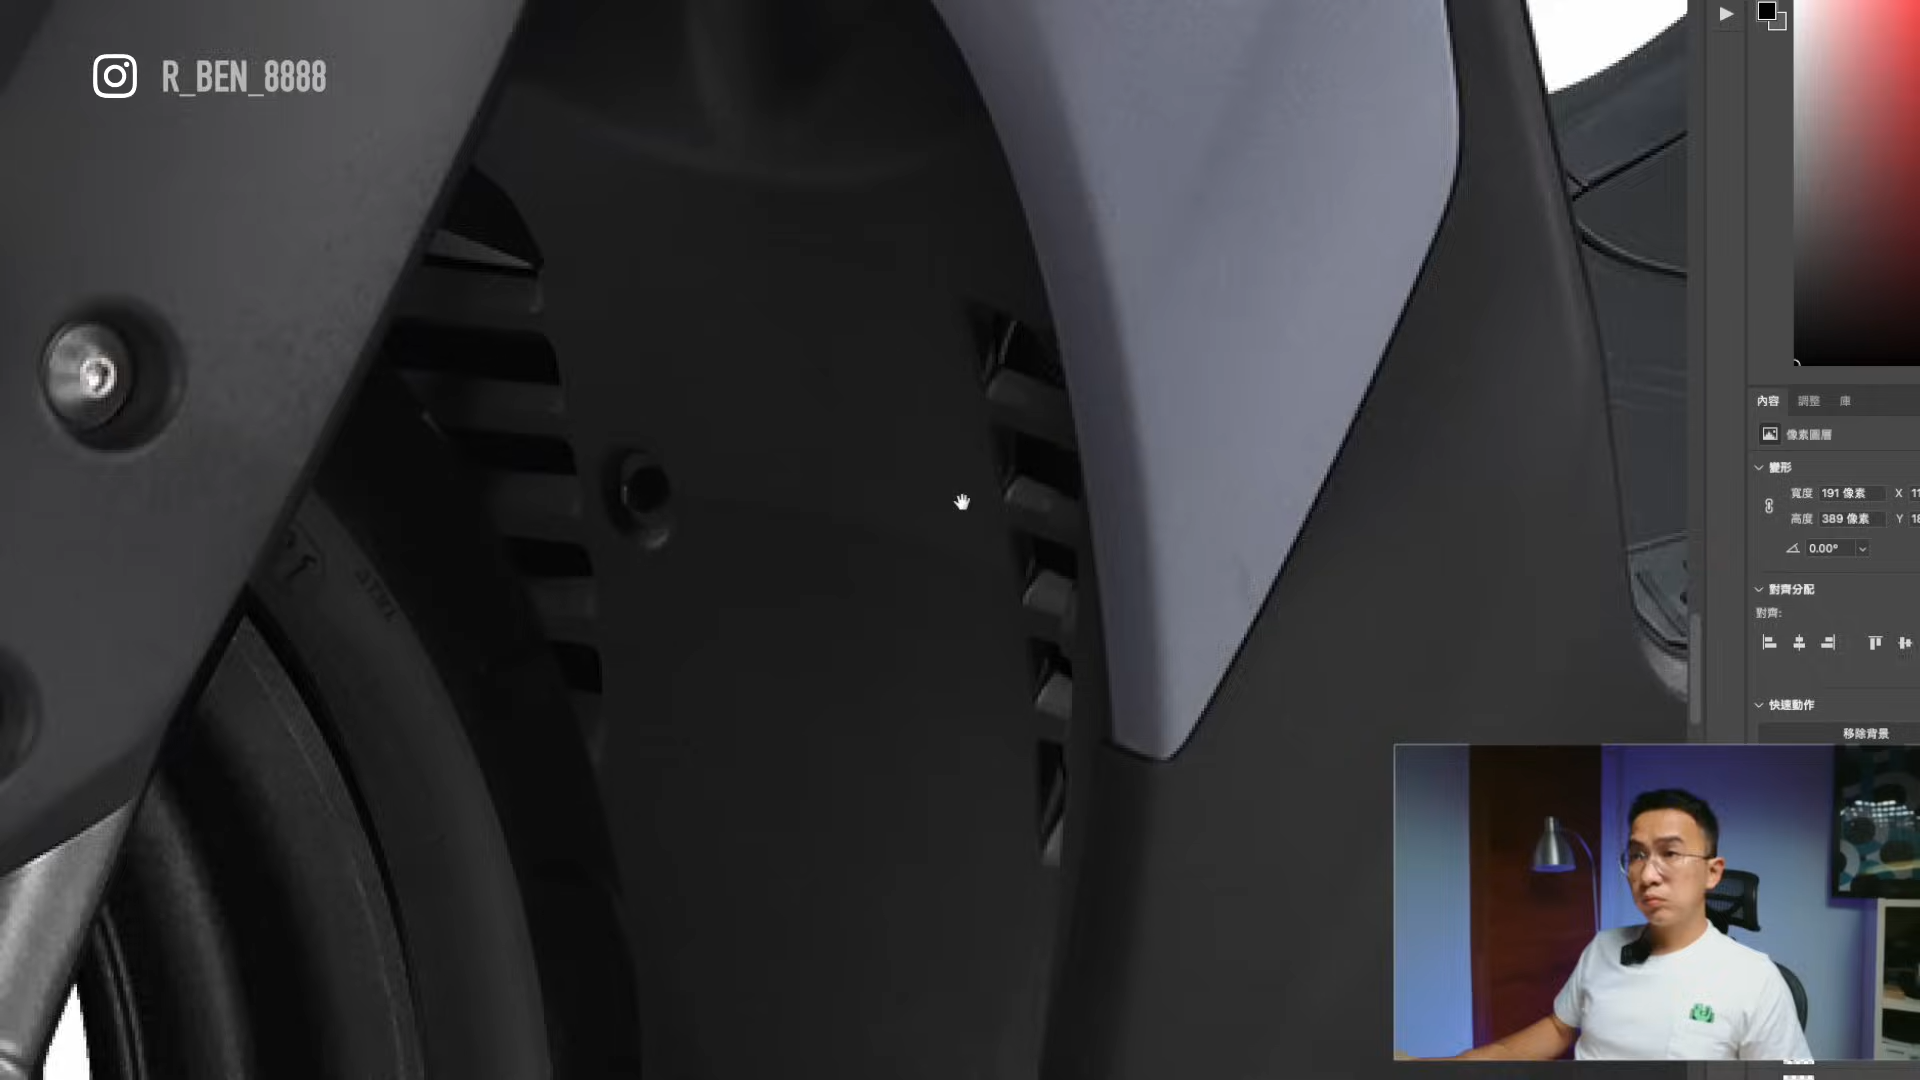 R_BEN_8888
內容 調整 庫
像素圖層
變形
寬度 191 像素 X 11
高度 389 像素 Y 18
0.00°
對齊分配
對齊:
快速動作
移除背景